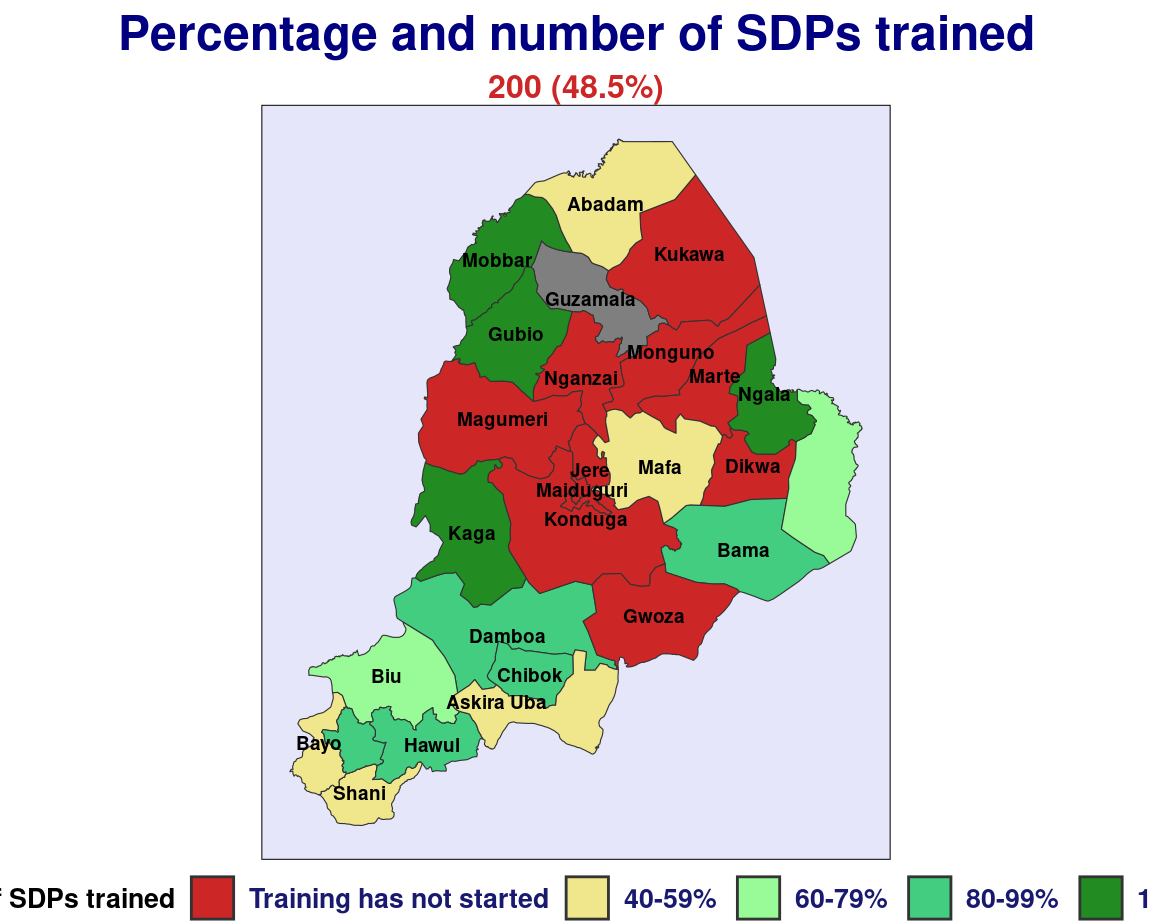 Percentage and number of SDPs trained
200 (48.5%)
Abadam
Kukawa
Mobbar
Guzamala
Gubio
Monguno
Nganzai
Marte
Ngala
Magumeri
Jere
Mafa
Dikwa
Maiduguri
Konduga
Kaga
Bama
Gwoza
Damboa
Biu
Chibok
Askira Uba
Bayo
Hawul
Shani
SDPs trained Training has not started 40-59% 60-79% 80-99% 1